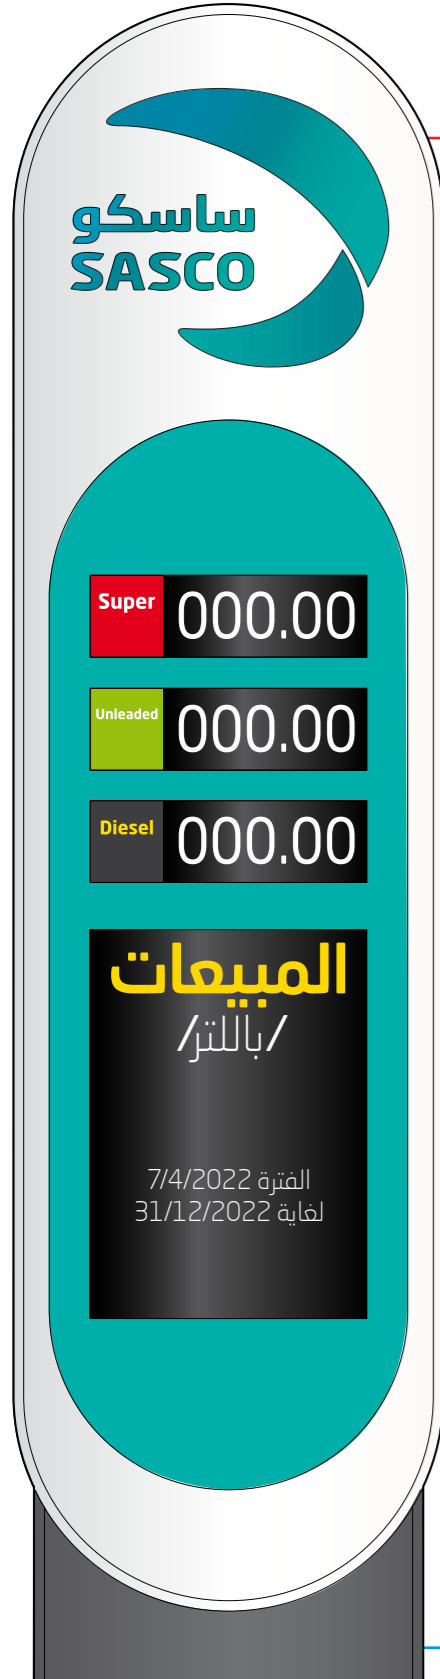 ساسكو
SASCO
Super 000.00
Unleaded 000.00
Diesel 000.00
المبيعات
/باللتر/
الفترة 7/4/2022
لغاية 31/12/2022